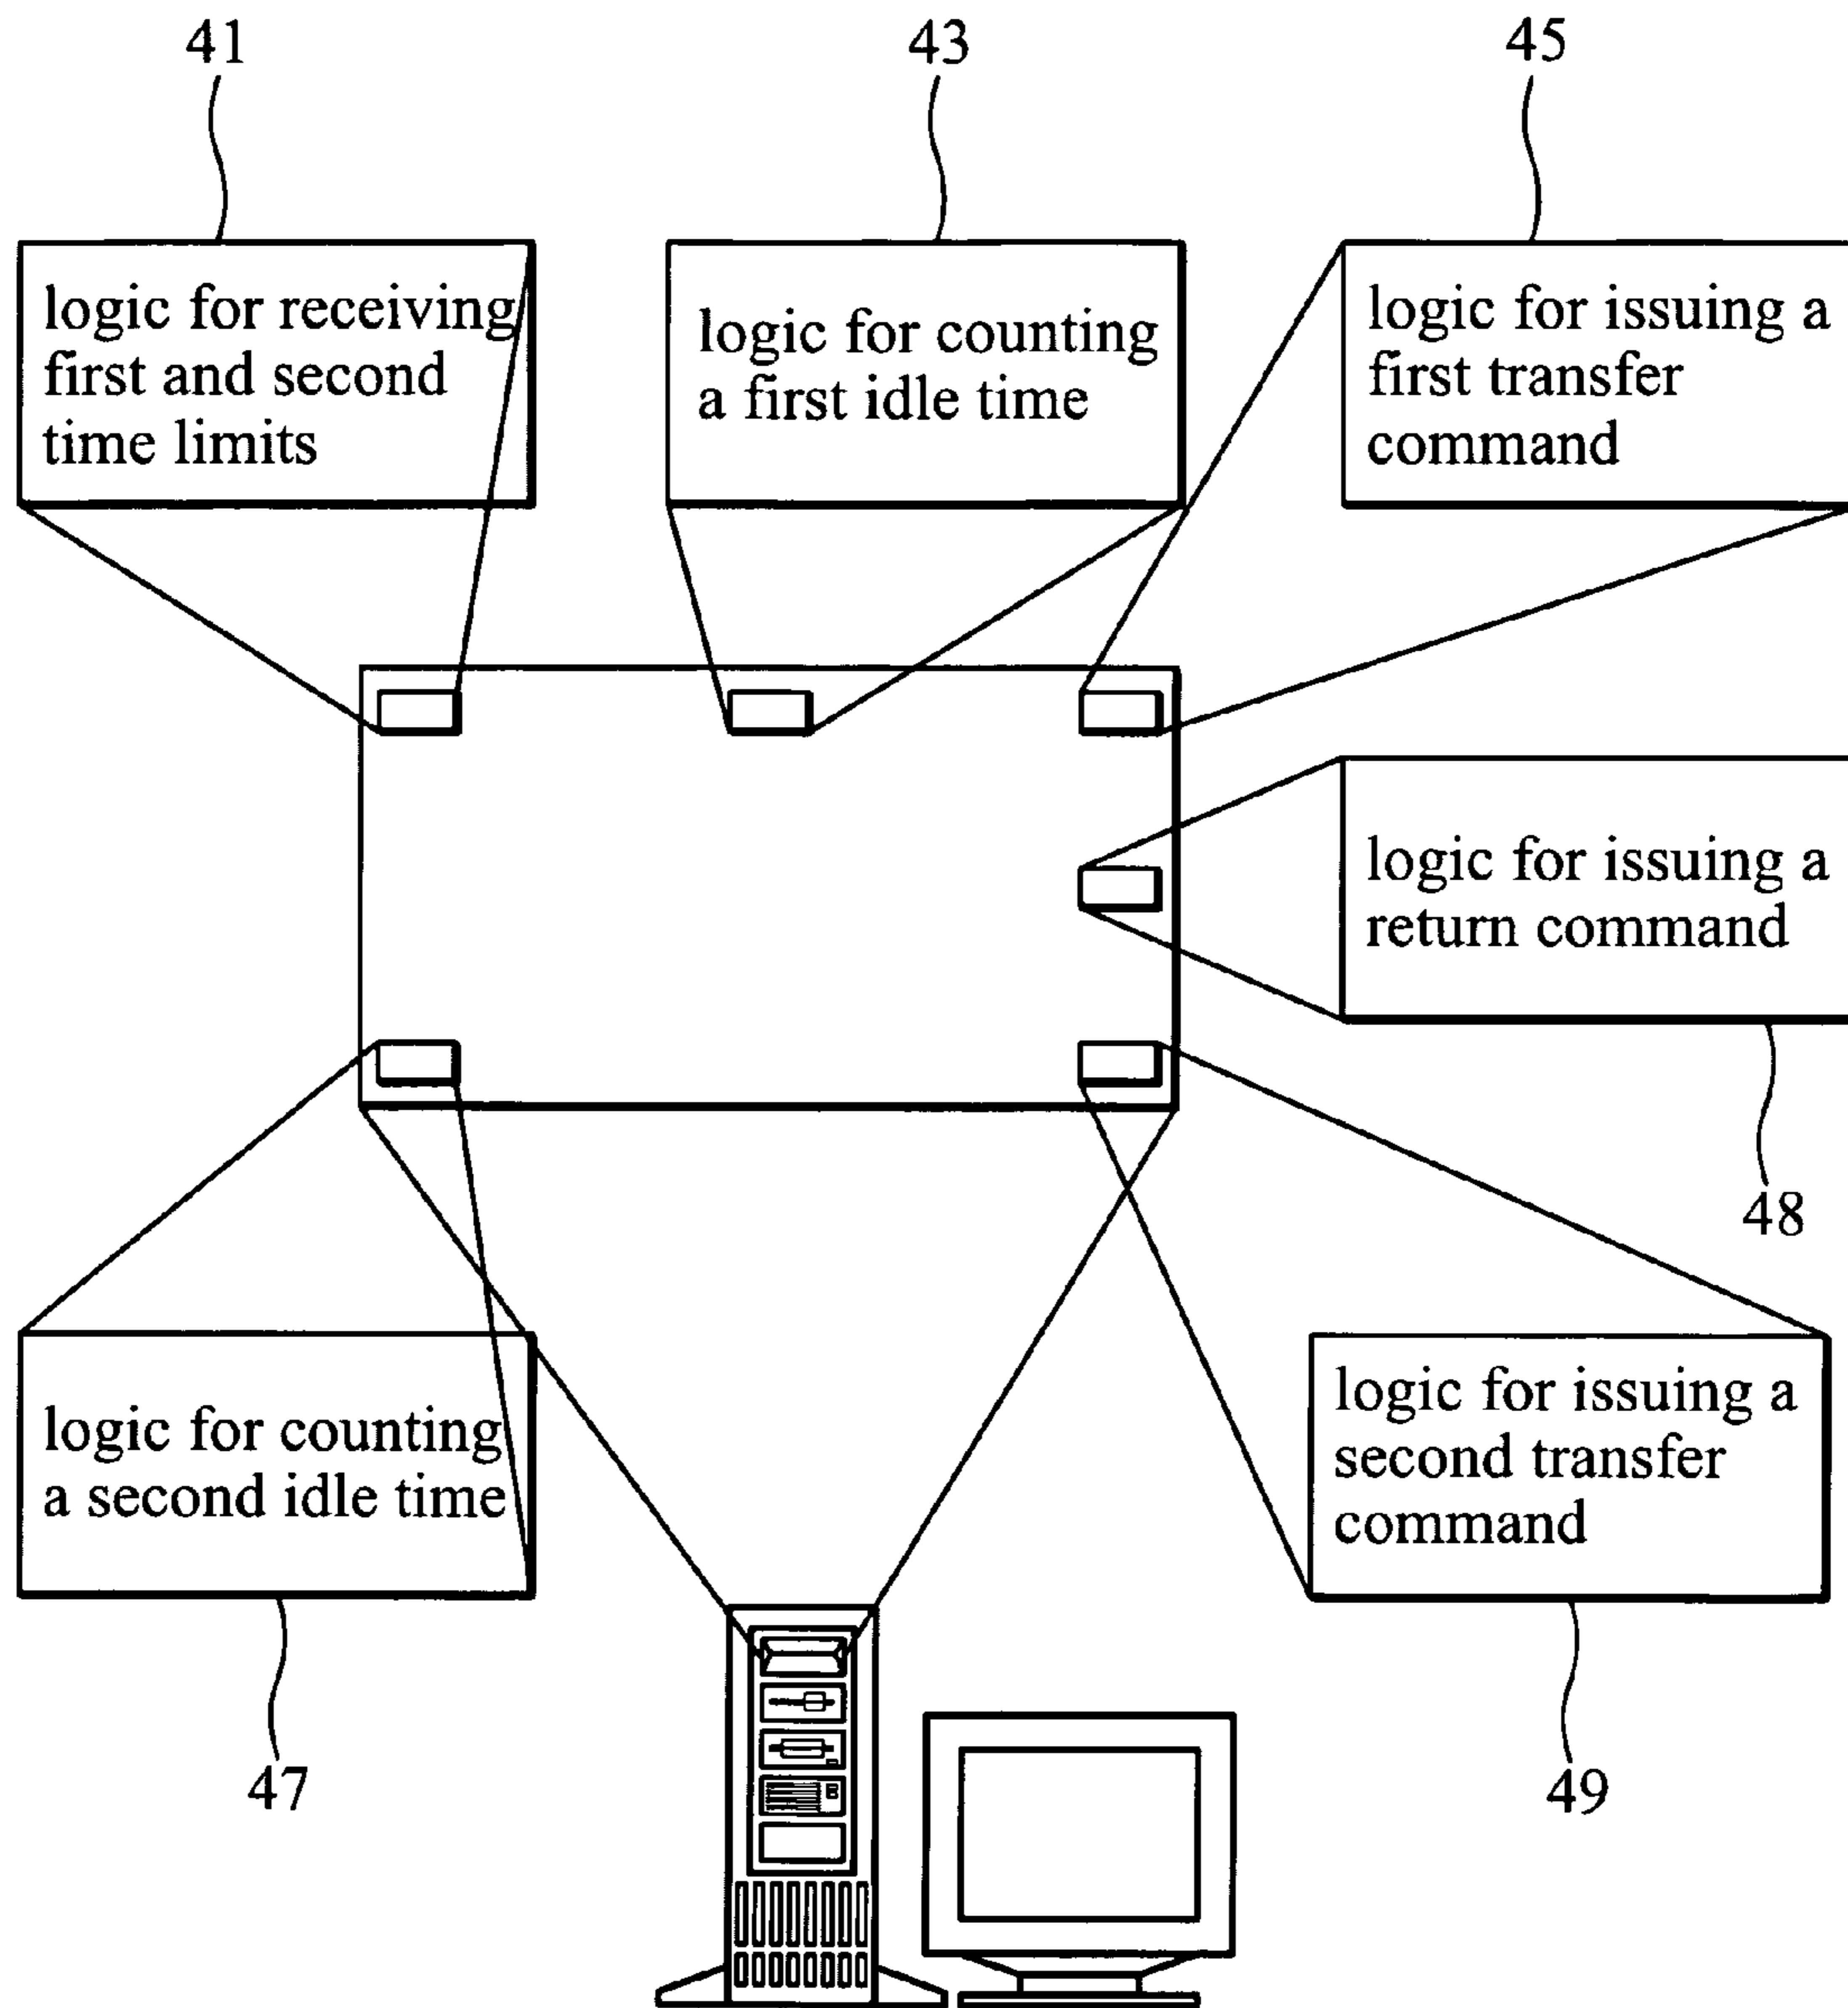 41
43
45
logic for receiving
first and second
time limits
logic for counting
a first idle time
logic for issuing a
first transfer
command
logic for issuing a
return command
48
logic for counting
a second idle time
47
logic for issuing a
second transfer
command
49